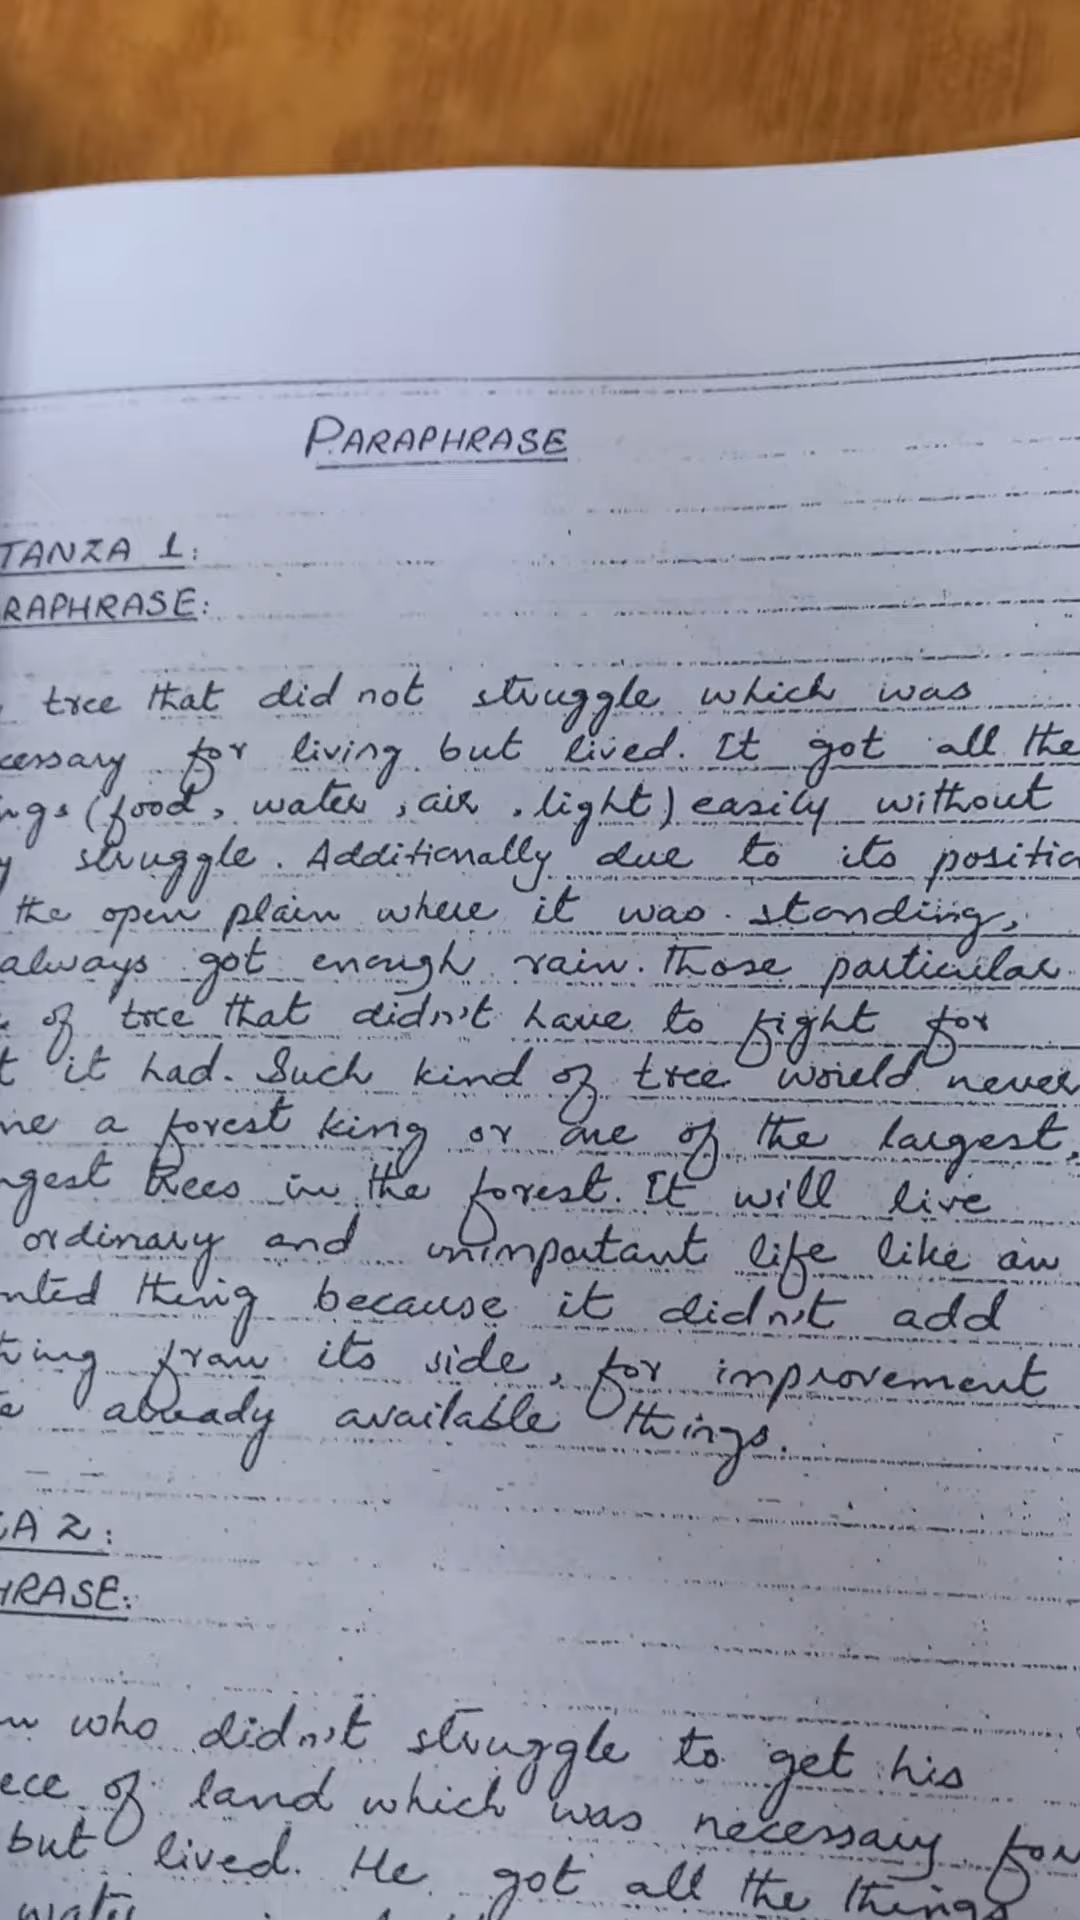 PARAPHRASE
TANZA 1:
RAPHRASE:
tree that did not struggle which was
cessary for living but lived. It got all the
ngs (food, water, air, light) easily without
y struggle. Additionally due to its positio
the open plain where it was standing,
always got enough rain. Those particular
of tree that didn't have to fight for
t it had. Such kind of tree would never
me a forest king or one of the largest,
ngest trees in the forest. It will live
ordinary and unimportant life like an
nted thing because it didn't add
thing from its side, for improvement
already available things.
ZA 2:
HRASE:
who didn't struggle to get his
ece of land which was necessary for
but lived. He got all the things
water